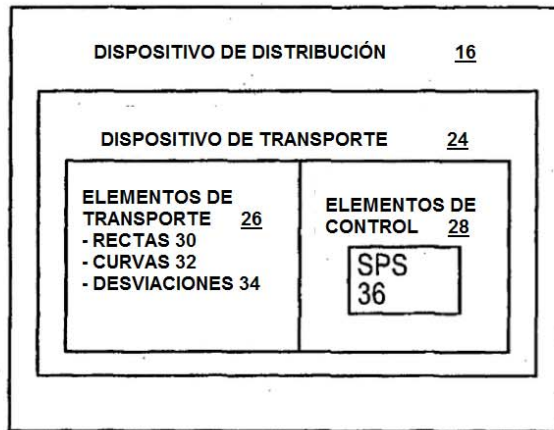 DISPOSITIVO DE DISTRIBUCIÓN 16
DISPOSITIVO DE TRANSPORTE 24
ELEMENTOS DE
TRANSPORTE 26
- RECTAS 30
- CURVAS 32
- DESVIACIONES 34
ELEMENTOS DE
CONTROL 28
SPS
36